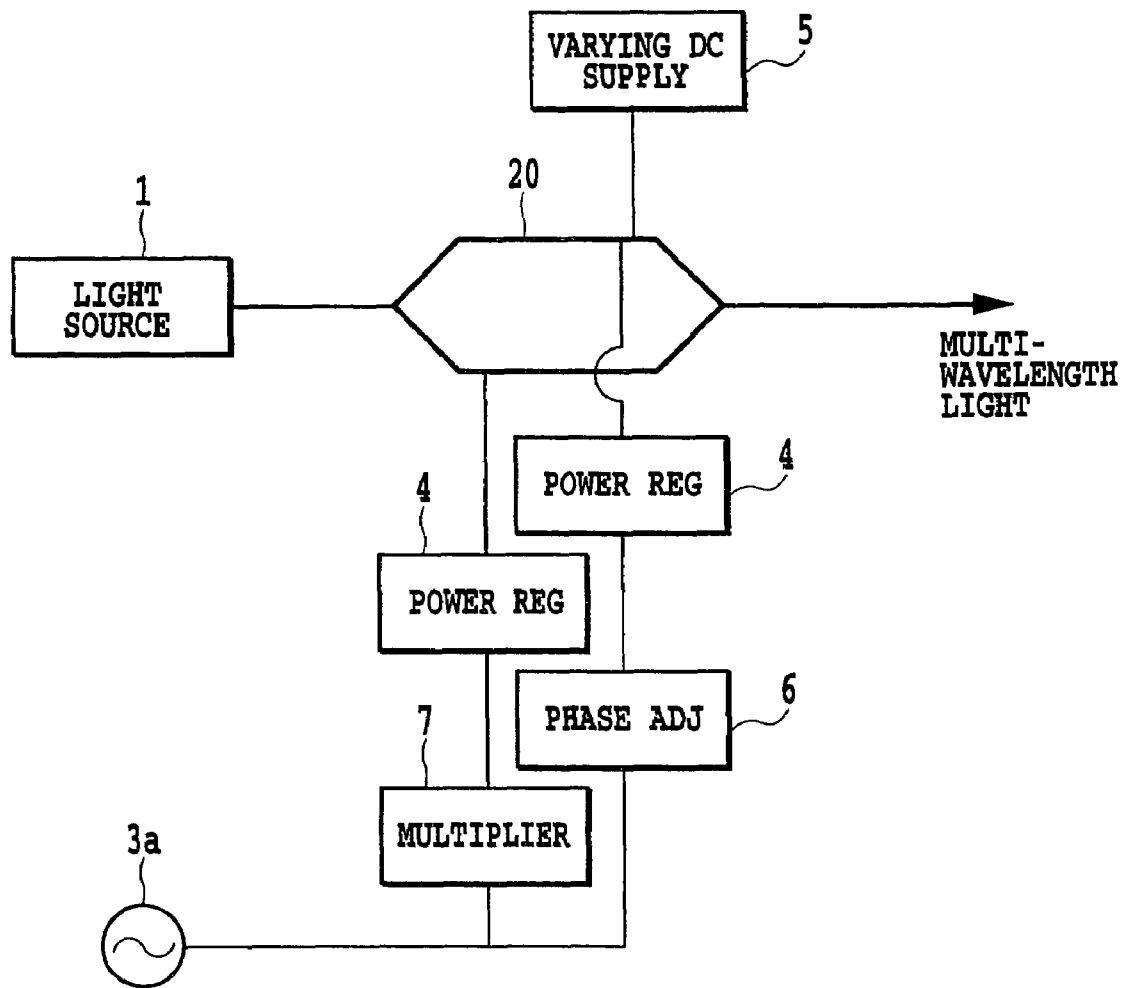 VARYING DC
SUPPLY
5
20
1
LIGHT
SOURCE
MULTI-
WAVELENGTH
LIGHT
4
POWER REG
4
POWER REG
6
PHASE ADJ
7
MULTIPLIER
3a